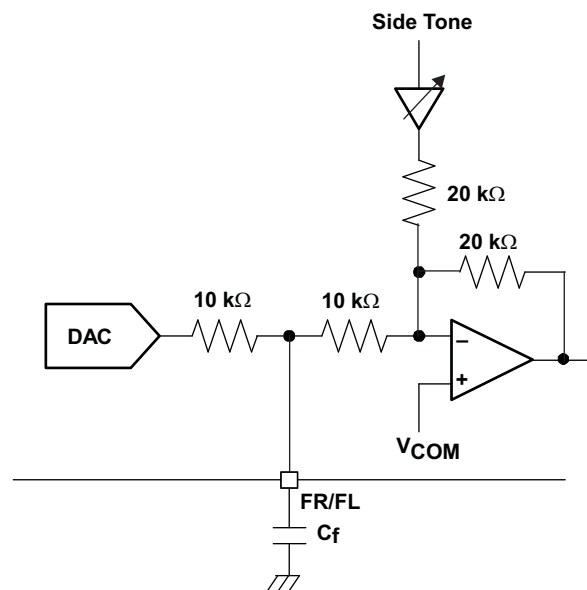 Side Tone
20 kΩ
20 kΩ
10 kΩ
10 kΩ
DAC
−
+
VCOM
FR/FL
Cf